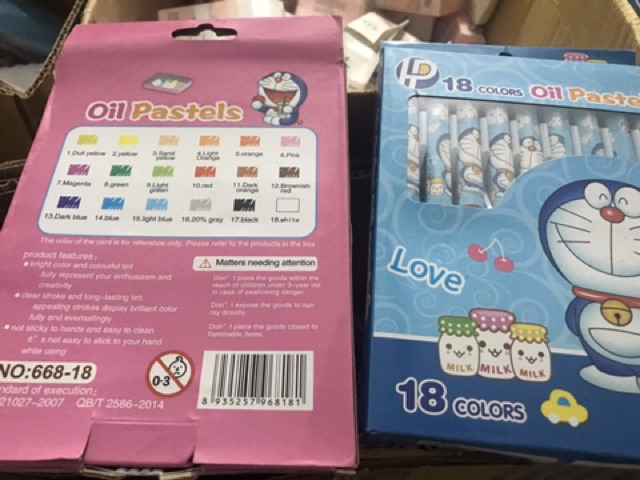 Oil Pastels
1.Dull yellow 2.yellow 3.Sand yellow 4.Light Orange 5.orange 6.Pink
7.Magenta 8.green 9.Light green 10.red 11.Dark orange 12.Brownish red
13.Dark blue 14.blue 15.light blue 16.20% gray 17.black 18.white
The color of the card is for reference only. Please refer to the products in the box
product features:
bright color and colourful tint
fully represent your enthusiasm and
creativity
clear stroke and long-lasting tint
appealing strokes display brilliant color
fully and everlastingly
not sticky to hands and easy to clean
it"s not easy to stick to your hand
while using
Matters needing attention
Don't place the goods within the
reach of children under 3-year old
in case of swallowing danger.
Don't expose the goods to sun
ray directly.
Don't place the goods closed to
flammable items.
NO:668-18
ndard of execution:
21027-2007 QB/T 2586-2014
0-3
8 935257 968181
18 COLORS Oil Paste
Love
MILK MILK MILK
18 COLORS